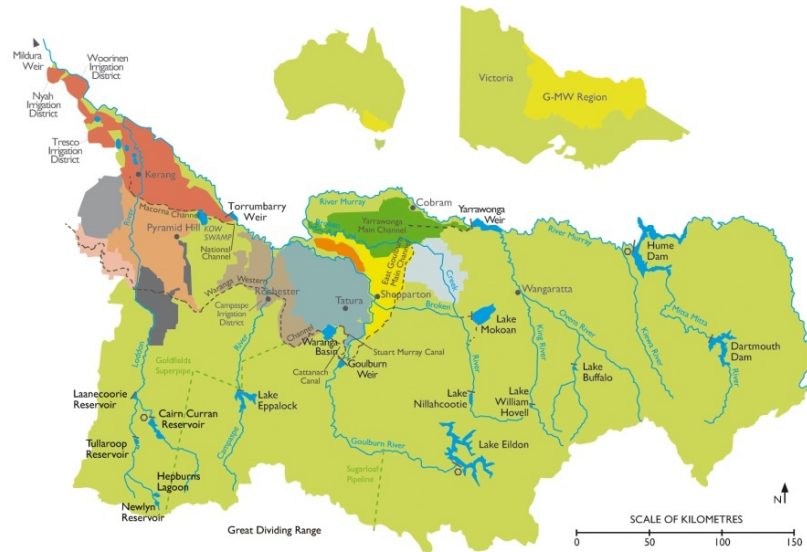 Mildura
Weir
Woorinen
Irrigation
District
Nyah
Irrigation
District
Tresco
Irrigation
District
Kerang
Victoria
G-MW Region
River
Macorna Channel
Torrumbarry
Weir
KOW
SWAMP
Pyramid Hill
National
Channel
River Murray
Cobram
Yarrawonga
Main Channel
Yarrawonga
Weir
Broken
Creek
East Goulburn
Main Channel
River Murray
Hume
Dam
Waranga Western
Channel
Rochester
Campaspe
Irrigation
District
Tatura
Shepparton
Broken
River
Wangaratta
Lake
Mokoan
King River
Ovens River
Kiewa River
Mitta Mitta
River
Dartmouth
Dam
Waranga
Basin
Stuart Murray Canal
Cattanach
Canal
Goulburn
Weir
Loddon
River
Goldfields
Superpipe
Laanecoorie
Reservoir
Cairn Curran
Reservoir
Tullaroop
Reservoir
Campaspe
Lake
Eppalock
Lake
Nillahcootie
Lake
William
Hovell
Lake
Buffalo
Goulburn River
Lake Eildon
Sugarloaf
Pipeline
Hepburns
Lagoon
Newlyn
Reservoir
Great Dividing Range
N
SCALE OF KILOMETRES
0 50 100 150